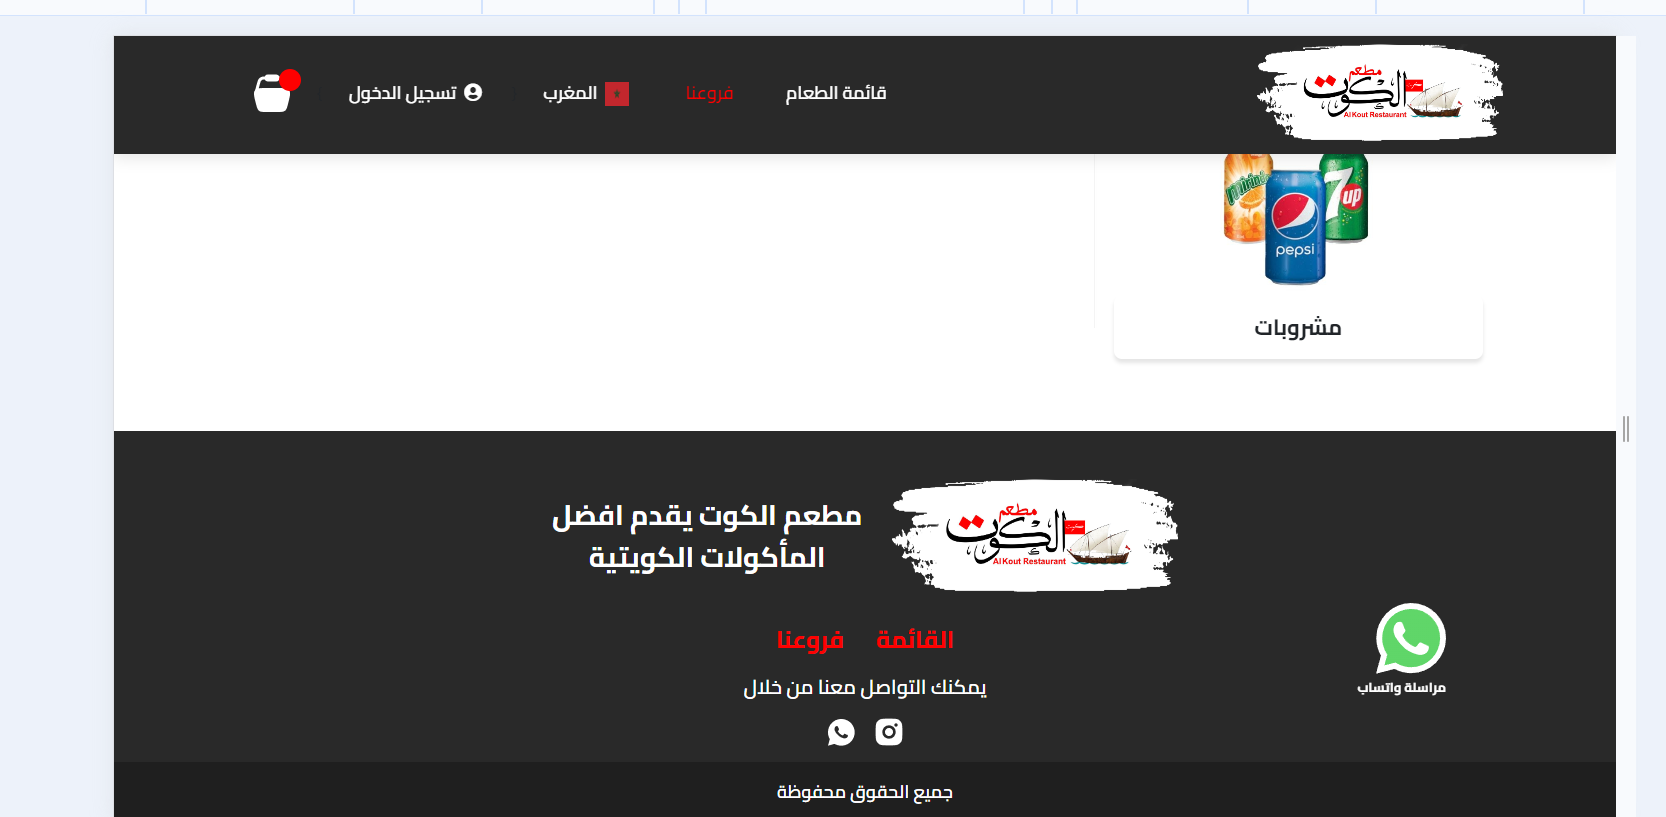 مطعم
الكوت
Al Kout Restaurant
قائمة الطعام
فروعنا
المغرب
تسجيل الدخول
7up
pepsi
مشروبات
مطعم
الكوت
Al Kout Restaurant
مطعم الكوت يقدم افضل
المأكولات الكويتية
القائمة فروعنا
يمكنك التواصل معنا من خلال
مراسلة واتساب
جميع الحقوق محفوظة